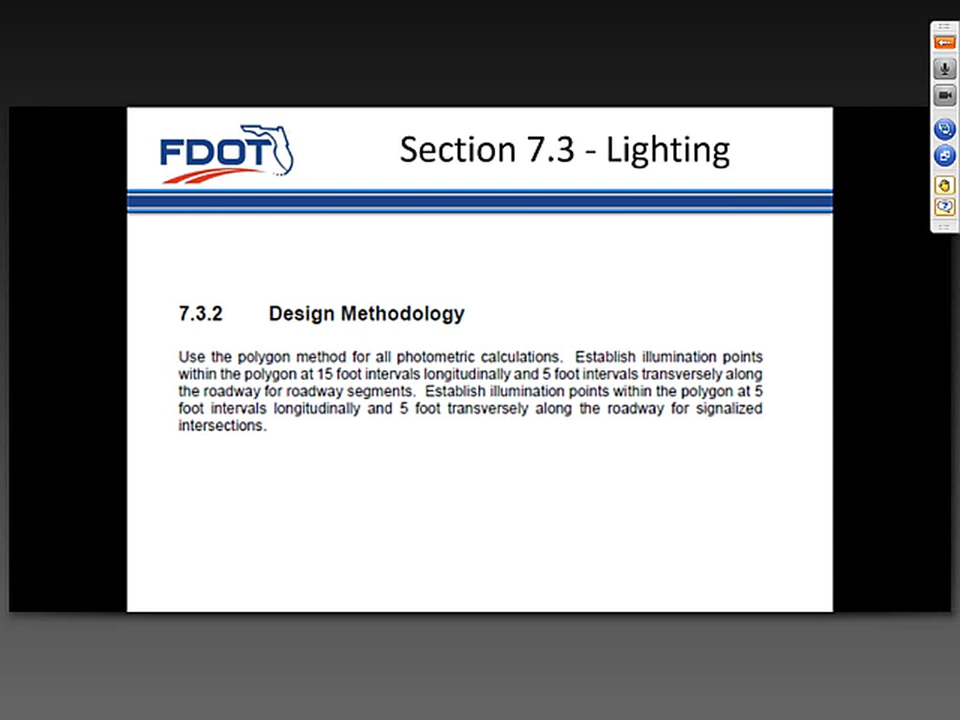 FDOT
Section 7.3 - Lighting
7.3.2 Design Methodology
Use the polygon method for all photometric calculations. Establish illumination points
within the polygon at 15 foot intervals longitudinally and 5 foot intervals transversely along
the roadway for roadway segments. Establish illumination points within the polygon at 5
foot intervals longitudinally and 5 foot transversely along the roadway for signalized
intersections.